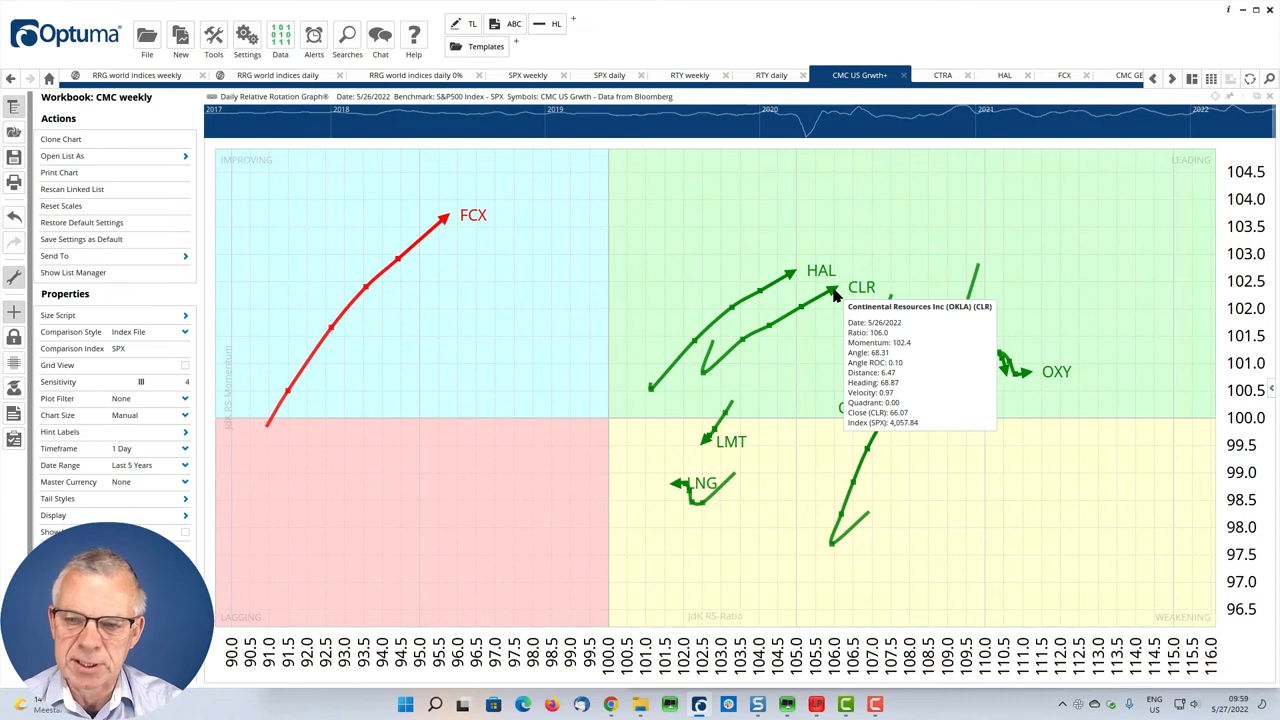 Optuma
File
New
Tools
Settings
Data
Alerts
Searches
Chat
Help
TL
ABC
HL
Templates
RRG world indices weekly
RRG world indices daily
RRG world indices daily 0%
SPX weekly
SPX daily
RTY weekly
RTY daily
CMC US Grwth+
CTRA
HAL
FCX
CMC GE
Workbook: CMC weekly
Actions
Clone Chart
Open List As
Print Chart
Rescan Linked List
Reset Scales
Restore Default Settings
Save Settings as Default
Send To
Show List Manager
Properties
Size Script
Comparison Style Index File
Comparison Index SPX
Grid View
Sensitivity 4
Plot Filter None
Chart Size Manual
Hint Labels
Timeframe 1 Day
Date Range Last 5 Years
Master Currency None
Tail Styles
Display
Daily Relative Rotation Graph® Date: 5/26/2022 Benchmark: S&P500 Index - SPX Symbols: CMC US Grwth - Data from Bloomberg
2017 2018 2019 2020 2021 2022
IMPROVING
LEADING
LAGGING
WEAKENING
JdK RS-Momentum
JdK RS-Ratio
FCX
HAL
CLR
OXY
LMT
LNG
Continental Resources Inc (OKLA) (CLR)
Date: 5/26/2022
Ratio: 106.0
Momentum: 102.4
Angle: 68.31
Angle ROC: 0.10
Distance: 6.47
Heading: 68.87
Velocity: 0.97
Quadrant: 0.00
Close (CLR): 66.07
Index (SPX): 4,057.84
104.5
104.0
103.5
103.0
102.5
102.0
101.5
101.0
100.5
100.0
99.5
99.0
98.5
98.0
97.5
97.0
96.5
90.0 90.5 91.0 91.5 92.0 92.5 93.0 93.5 94.0 94.5 95.0 95.5 96.0 96.5 97.0 97.5 98.0 98.5 99.0 99.5 100.0 100.5 101.0 101.5 102.0 102.5 103.0 103.5 104.0 104.5 105.0 105.5 106.0 106.5 107.0 107.5 108.0 108.5 109.0 109.5 110.0 110.5 111.0 111.5 112.0 112.5 113.0 113.5 114.0 114.5 115.0 115.5 116.0
ENG
US
09:59
5/27/2022